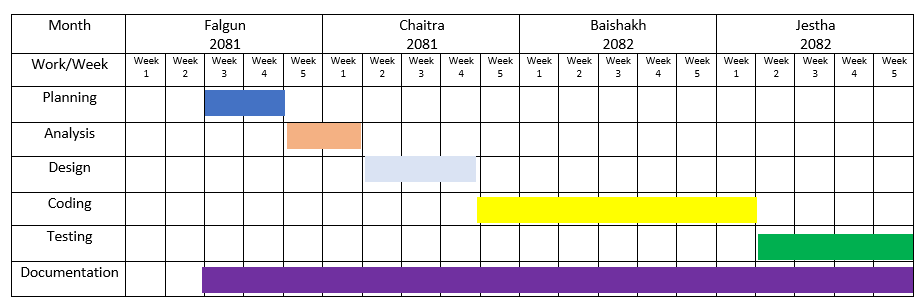 Month Falgun Chaitra Baishakh Jestha
2081 2081 2082 2082
Work/Week Week Week Week Week Week Week Week Week Week Week Week Week Week Week Week Week Week Week Week Week
1 2 3 4 5 1 2 3 4 5 1 2 3 4 5 1 2 3 4 5
Planning
Analysis
Design
Coding
Testing
Documentation